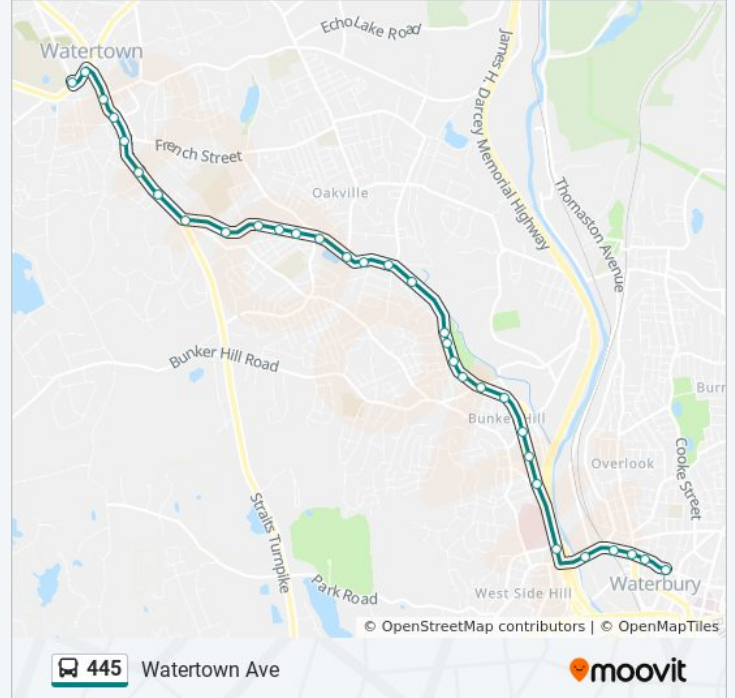 Echo Lake Road
Watertown
James H. Darcey Memorial Highway
French Street
Thomaston Avenue
Oakville
Bunker Hill Road
Burr
Bunker Hill
Cooke Street
Overlook
Straits Turnpike
Park Road
West Side Hill
Waterbury
© OpenStreetMap contributors | © OpenMapTiles
445 Watertown Ave
moovit